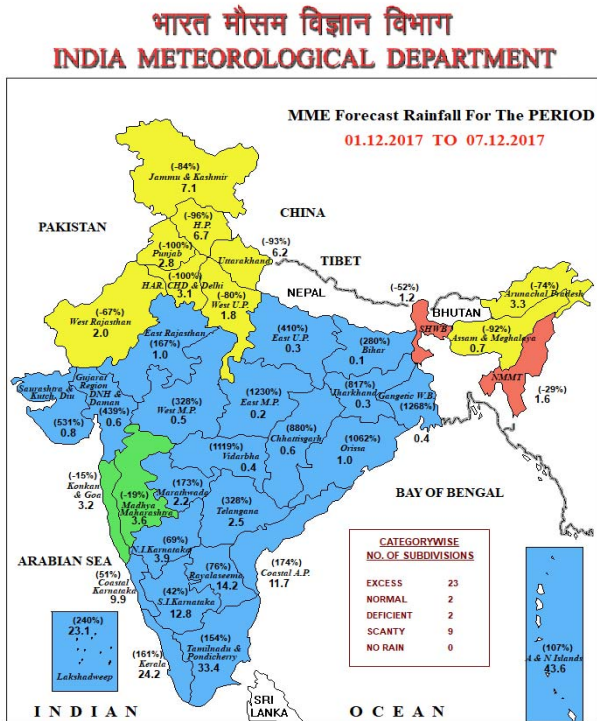 भारत मौसम विज्ञान विभाग
INDIA METEOROLOGICAL DEPARTMENT
MME Forecast Rainfall For The PERIOD
01.12.2017 TO 07.12.2017
(-84%)
Jammu & Kashmir
7.1
CHINA
(-96%)
H.P.
6.7
PAKISTAN
(-100%)
Punjab
2.8
Uttarakhand
(-93%)
6.2
TIBET
(-100%)
HAR. CHD & Delhi
3.1
NEPAL
(-80%)
West U.P.
1.8
(-52%)
1.2
SHWB
BHUTAN
(-74%)
Arunachal Pradesh
3.3
(-92%)
Assam & Meghalaya
0.7
NMMT
(-29%)
1.6
(-67%)
West Rajasthan
2.0
East Rajasthan
(167%)
1.0
(410%)
East U.P.
0.3
(280%)
Bihar
0.1
Saurashtra &
Kutch, Diu
(531%)
0.8
Gujarat
Region
DNH &
Daman
(439%)
0.6
(328%)
West M.P.
0.5
(1230%)
East M.P.
0.2
(817%)
Jharkhand
0.3
Gangetic W.B.
(1268%)
0.4
(880%)
Chhattisgarh
0.6
(1062%)
Orissa
1.0
(1119%)
Vidarbha
0.4
(-15%)
Konkan
& Goa
3.2
(-19%)
Madhya
Maharashtra
3.6
(173%)
Marathwada
2.2
(328%)
Telangana
2.5
BAY OF BENGAL
ARABIAN SEA
(69%)
N.I.Karnataka
3.9
(76%)
Rayalaseema
14.2
(174%)
Coastal A.P.
11.7
(51%)
Coastal
Karnataka
9.9
(42%)
S.I.Karnataka
12.8
(240%)
23.1
Lakshadweep
(161%)
Kerala
24.2
(154%)
Tamilnadu &
Pondicherry
33.4
CATEGORYWISE
NO. OF SUBDIVISIONS
EXCESS 23
NORMAL 2
DEFICIENT 2
SCANTY 9
NO RAIN 0
(107%)
A & N Islands
43.6
SRI
LANKA
INDIAN OCEAN